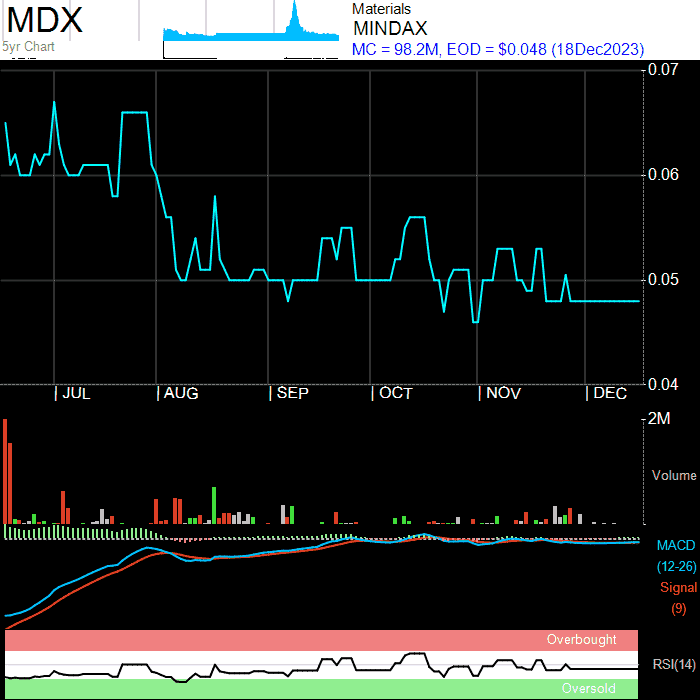 MDX
5yr Chart
Materials
MINDAX
MC = 98.2M, EOD = $0.048 (18Dec2023)
0.07
0.06
0.05
0.04
JUL AUG SEP OCT NOV DEC
2M
Volume
MACD
(12-26)
Signal
(9)
Overbought
RSI(14)
Oversold